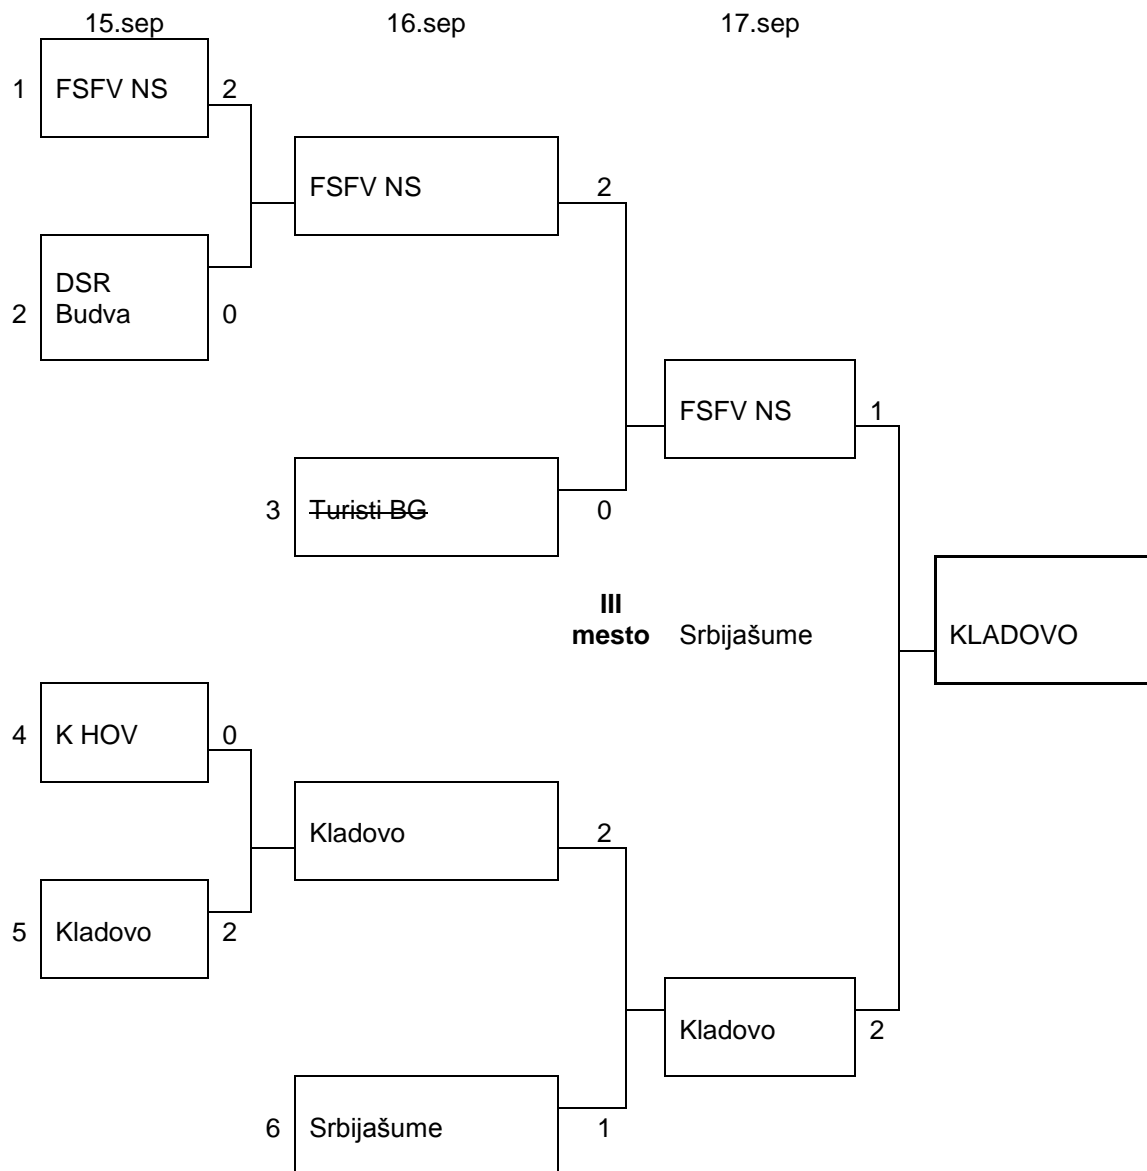 15.sep 16.sep 17.sep
1 FSFV NS 2
FSFV NS 2
DSR
2 Budva 0
FSFV NS 1
3 Turisti BG 0
III
mesto Srbijašume KLADOVO
4 K HOV 0
Kladovo 2
5 Kladovo 2
Kladovo 2
6 Srbijašume 1